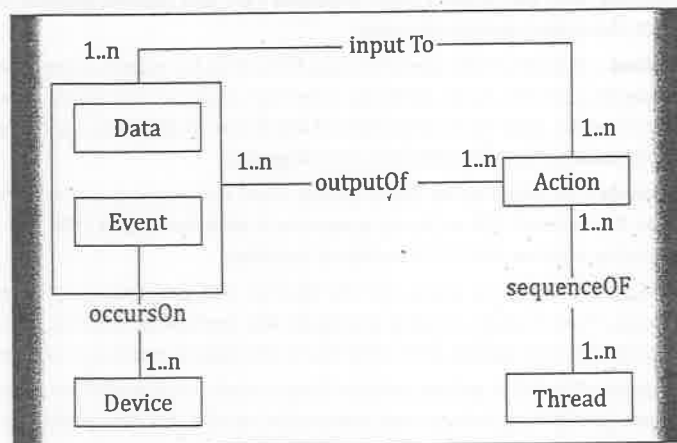 1..n
input To
Data
1..n
1..n
outputOf
1..n
Action
Event
1..n
occursOn
sequenceOF
1..n
1..n
Device
Thread